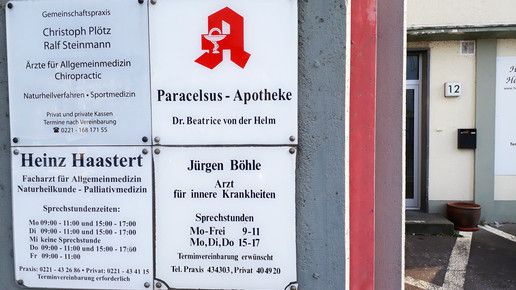 Gemeinschaftspraxis
Christoph Plötz
Ralf Steinmann
Ärzte für Allgemeinmedizin
Chiropractic
Naturheilverfahren • Sportmedizin
Privat und private Kassen
Termine nach Vereinbarung
☎ 0221 - 168 171 55
Paracelsus - Apotheke
Dr. Beatrice von der Helm
Heinz Haastert
Facharzt für Allgemeinmedizin
Naturheilkunde - Palliativmedizin
Sprechstundenzeiten:
Mo 09:00 - 11:00 und 15:00 - 17:00
Di 09:00 - 11:00 und 15:00 - 17:00
Mi keine Sprechstunde
Do 09:00 - 11:00 und 15:00 - 17:00
Fr 09:00 - 11:00
Praxis: 0221 - 43 26 86 • Privat: 0221 - 43 41 15
Terminvereinbarung erforderlich
Jürgen Böhle
Arzt
für innere Krankheiten
Sprechstunden
Mo-Frei 9-11
Mo,Di,Do 15-17
Terminvereinbarung erwünscht
Tel. Praxis 434303, Privat 404920
12